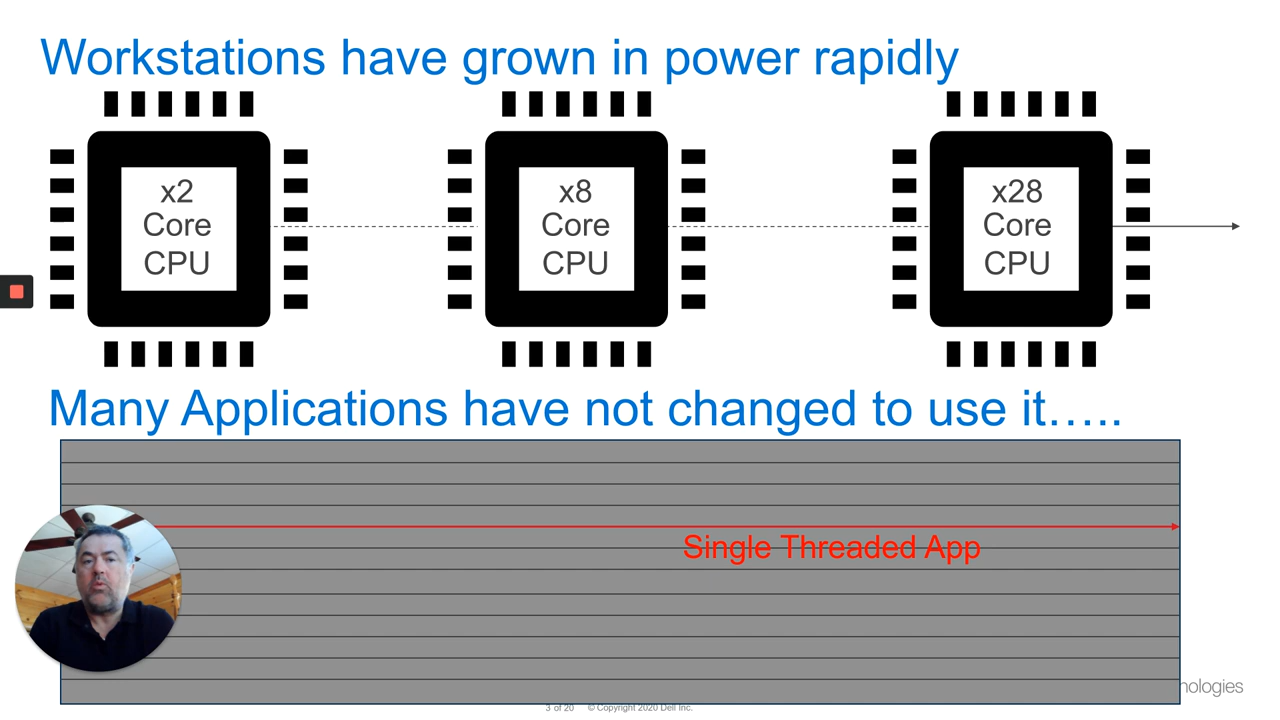 Workstations have grown in power rapidly
x2
Core
CPU
x8
Core
CPU
x28
Core
CPU
Many Applications have not changed to use it…..
Single Threaded App
nologies
3 of 20 © Copyright 2020 Dell Inc.